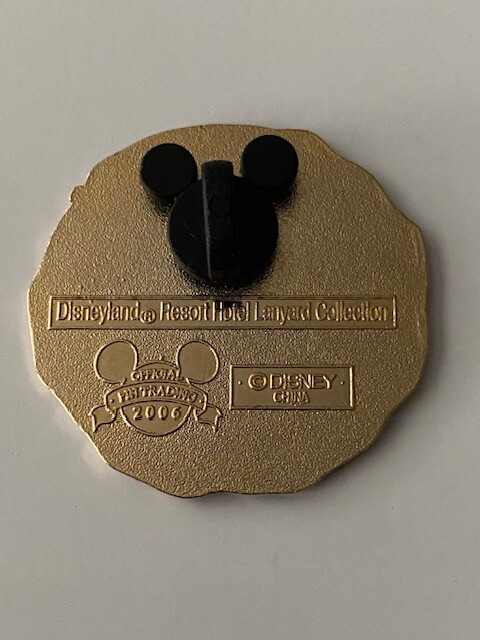 Disneyland® Resort Hotel Lanyard Collection
OFFICIAL
PIN TRADING
2006
© DISNEY
CHINA